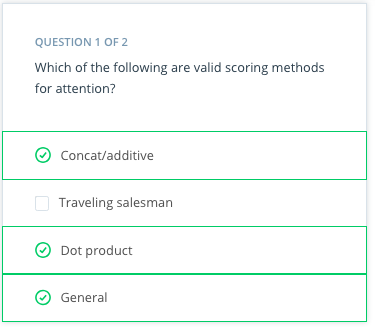 QUESTION 1 OF 2
Which of the following are valid scoring methods
for attention?
Concat/additive
Traveling salesman
Dot product
General